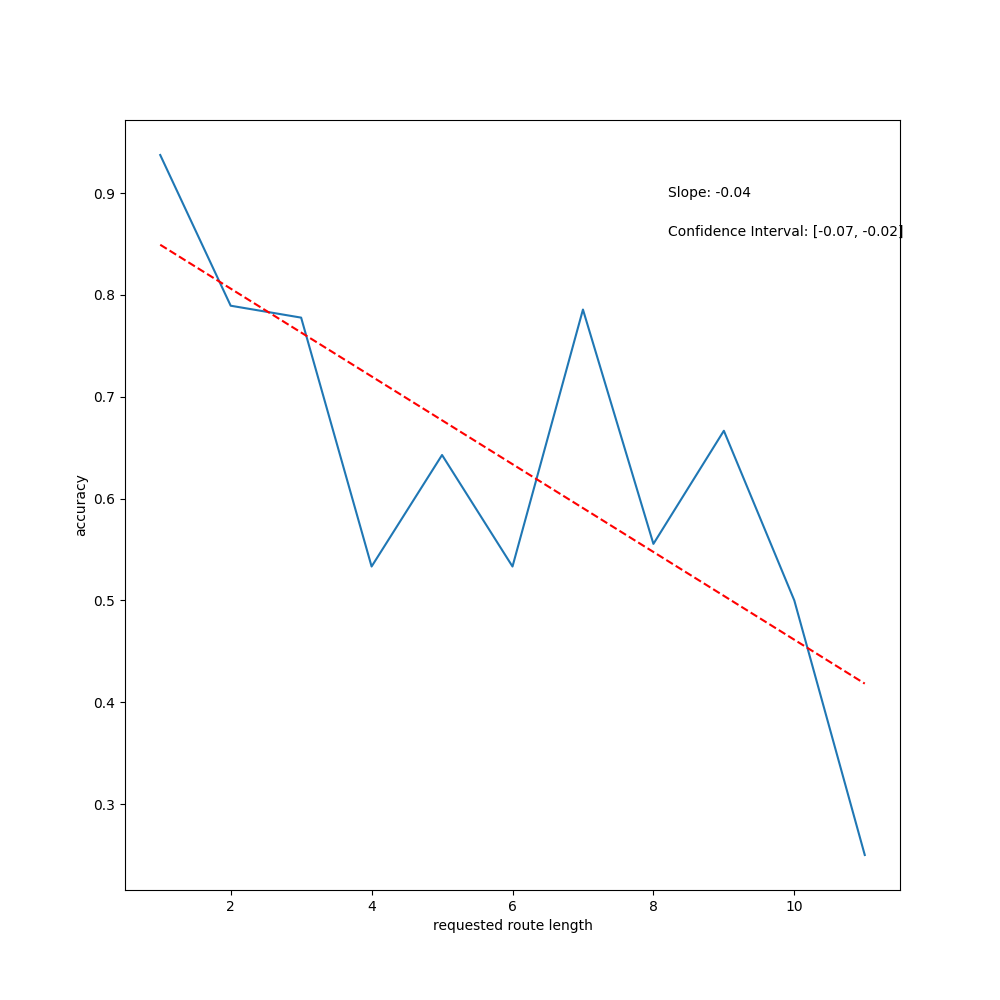 Slope: -0.04
Confidence Interval: [-0.07, -0.02]
0.9
0.8
0.7
0.6
0.5
0.4
0.3
accuracy
2 4 6 8 10
requested route length